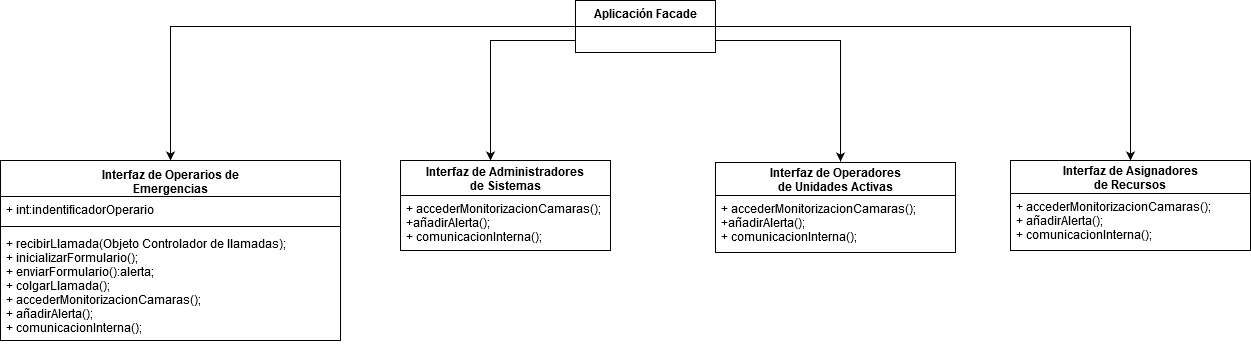 Aplicación Facade
Interfaz de Operarios de
Emergencias
+ int:indentificadorOperario
+ recibirLlamada(Objeto Controlador de llamadas);
+ inicializarFormulario();
+ enviarFormulario():alerta;
+ colgarLlamada();
+ accederMonitorizacionCamaras();
+ añadirAlerta();
+ comunicacionInterna();
Interfaz de Administradores
de Sistemas
+ accederMonitorizacionCamaras();
+añadirAlerta();
+ comunicacionInterna();
Interfaz de Operadores
de Unidades Activas
+ accederMonitorizacionCamaras();
+añadirAlerta();
+ comunicacionInterna();
Interfaz de Asignadores
de Recursos
+ accederMonitorizacionCamaras();
+ añadirAlerta();
+ comunicacionInterna();